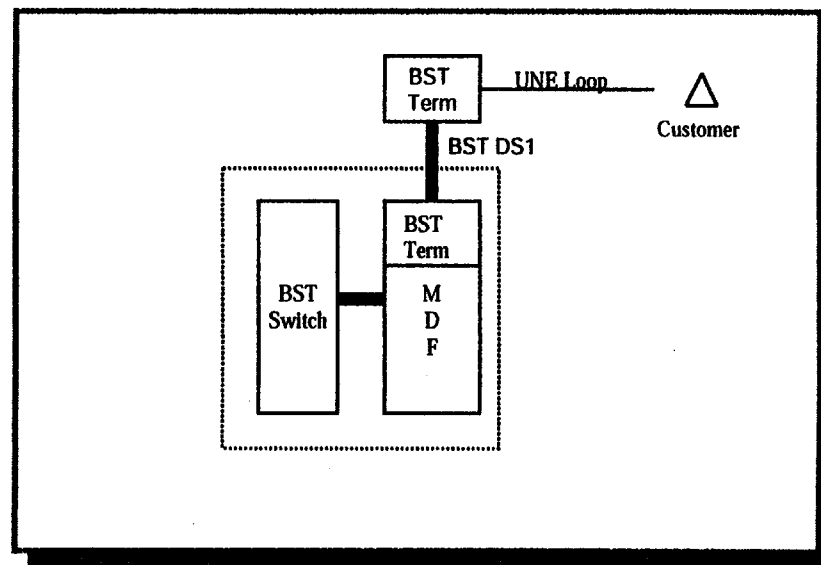 BST
Term
UNE Loop
Customer
BST DS1
BST
Term
BST
Switch
M
D
F